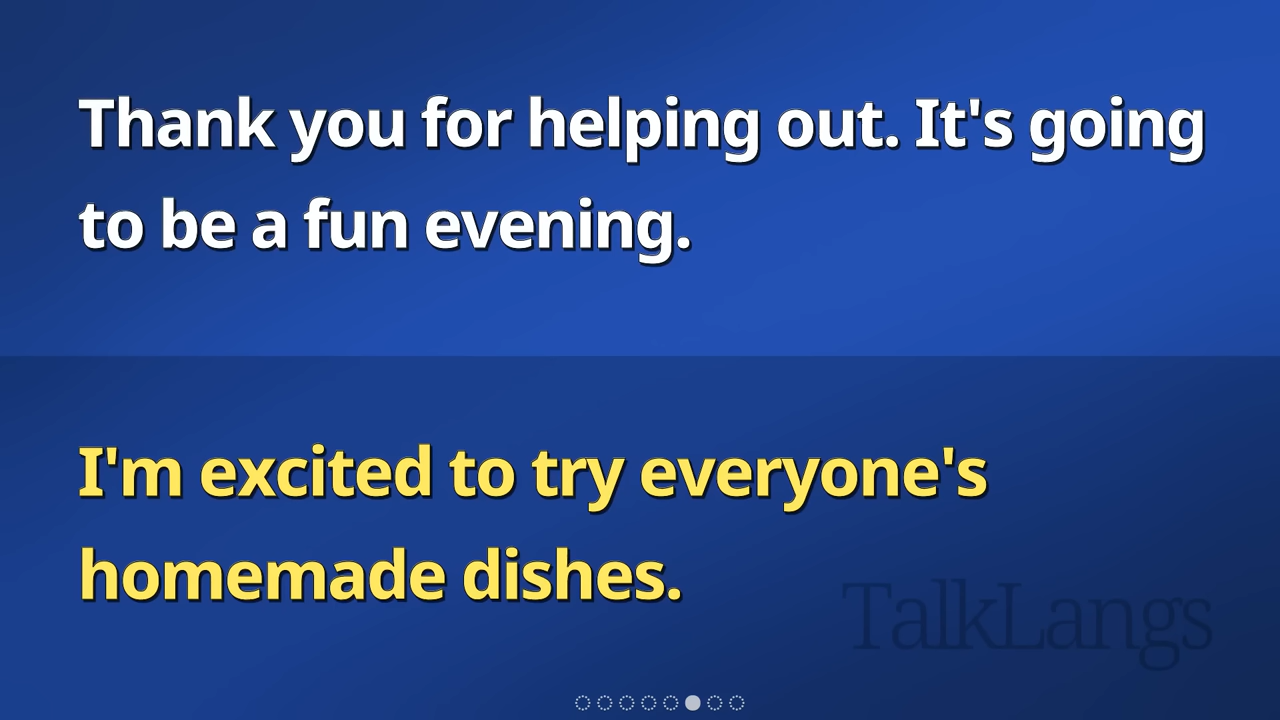 Thank you for helping out. It's going
to be a fun evening.
I'm excited to try everyone's
homemade dishes.
TalkLangs